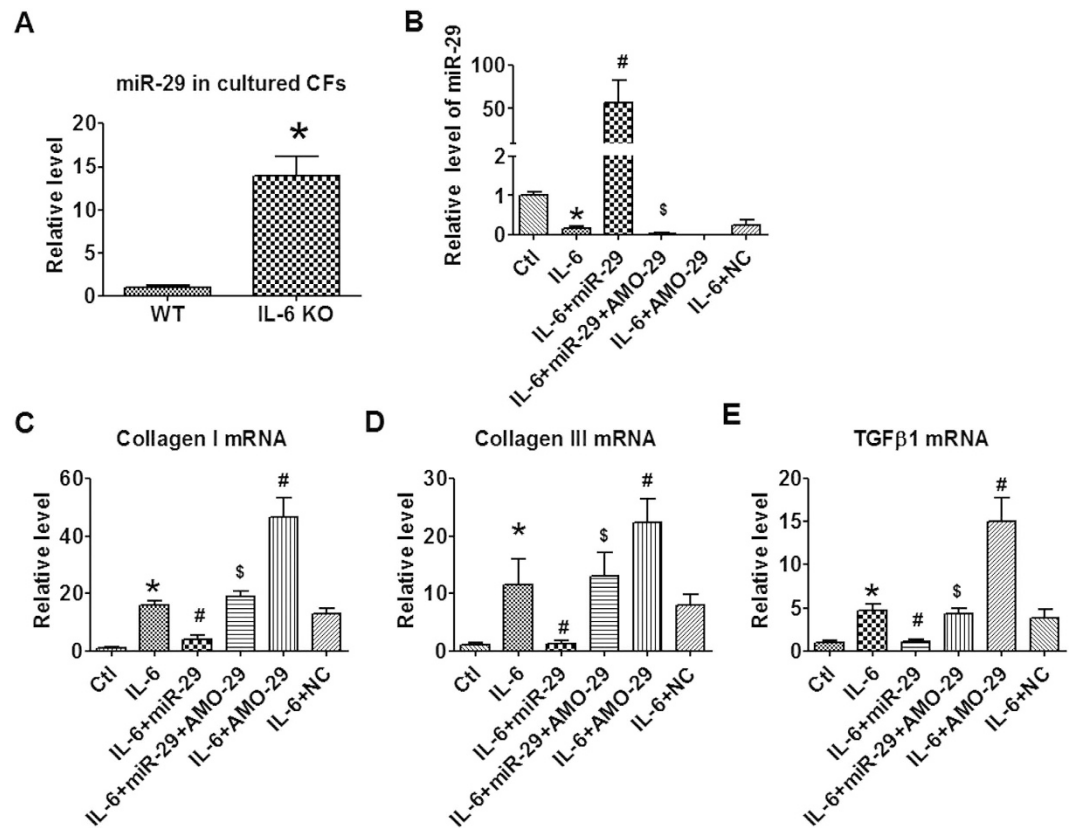 A
miR-29 in cultured CFs
Relative level
20
15
10
5
0
*
WT
IL-6 KO
B
Relative level of miR-29
100
50
2
1
0
*
#
$
Ctl
IL-6
IL-6+miR-29
IL-6+miR-29+AMO-29
IL-6+AMO-29
IL-6+NC
C
Collagen I mRNA
Relative level
60
40
20
0
*
#
$
#
Ctl
IL-6
IL-6+miR-29
IL-6+miR-29+AMO-29
IL-6+AMO-29
IL-6+NC
D
Collagen III mRNA
Relative level
30
20
10
0
*
#
$
#
Ctl
IL-6
IL-6+miR-29
IL-6+miR-29+AMO-29
IL-6+AMO-29
IL-6+NC
E
TGFβ1 mRNA
Relative level
20
15
10
5
0
*
#
$
#
Ctl
IL-6
IL-6+miR-29
IL-6+miR-29+AMO-29
IL-6+AMO-29
IL-6+NC